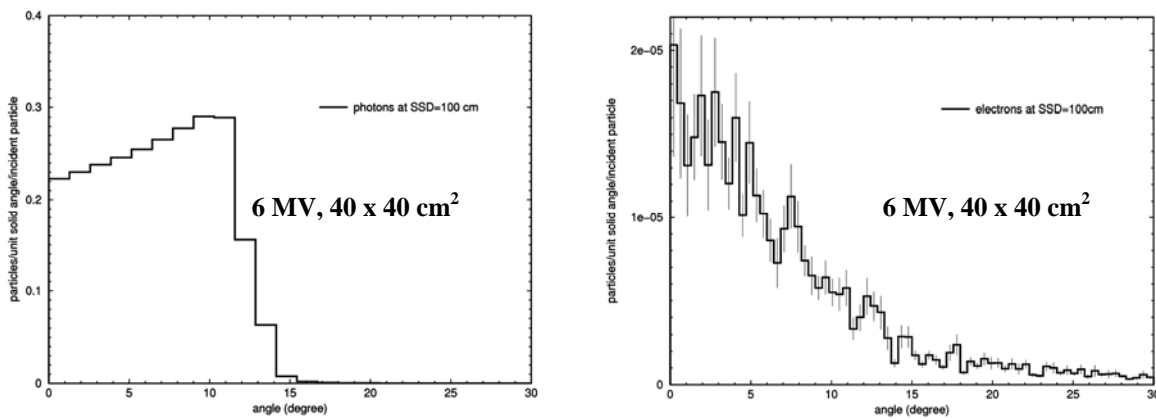 0.4
0.3
0.2
0.1
0
0 5 10 15 20 25 30
particles/unit solid angle/incident particle
angle (degree)
photons at SSD=100 cm
6 MV, 40 x 40 cm²
2e−05
1e−05
0e+00
0 5 10 15 20 25 30
particles/unit solid angle/incident particle
angle (degree)
electrons at SSD=100cm
6 MV, 40 x 40 cm²